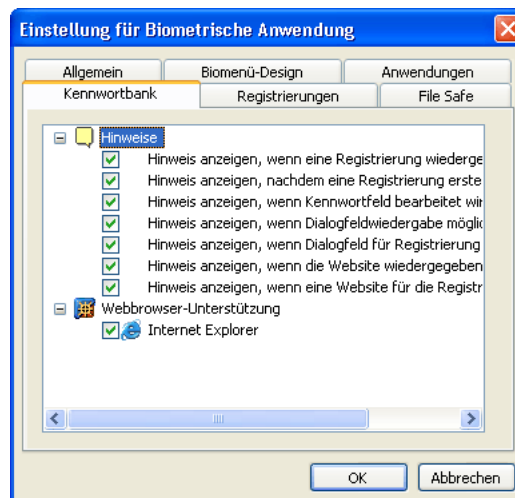 Einstellung für Biometrische Anwendung
Allgemein Biomenü-Design Anwendungen
Kennwortbank Registrierungen File Safe
Hinweise
Hinweis anzeigen, wenn eine Registrierung wiederge
Hinweis anzeigen, nachdem eine Registrierung erste
Hinweis anzeigen, wenn Kennwortfeld bearbeitet wir
Hinweis anzeigen, wenn Dialogfeldwiedergabe möglic
Hinweis anzeigen, wenn Dialogfeld für Registrierung
Hinweis anzeigen, wenn die Website wiedergegeben
Hinweis anzeigen, wenn eine Website für die Registr
Webbrowser-Unterstützung
Internet Explorer
OK Abbrechen